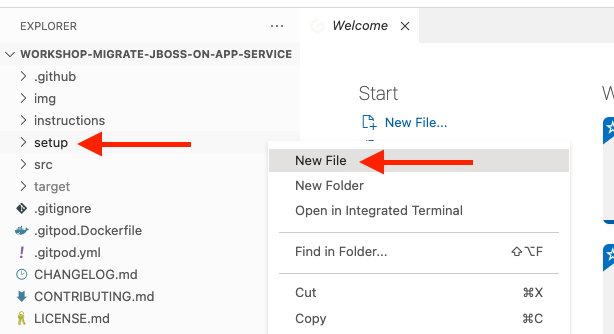 EXPLORER
Welcome
WORKSHOP-MIGRATE-JBOSS-ON-APP-SERVICE
.github
img
instructions
setup
src
target
.gitignore
.gitpod.Dockerfile
.gitpod.yml
CHANGELOG.md
CONTRIBUTING.md
LICENSE.md
Start
New File...
New File
New Folder
Open in Integrated Terminal
Find in Folder... ⇧⌥F
Cut ⌘X
Copy ⌘C